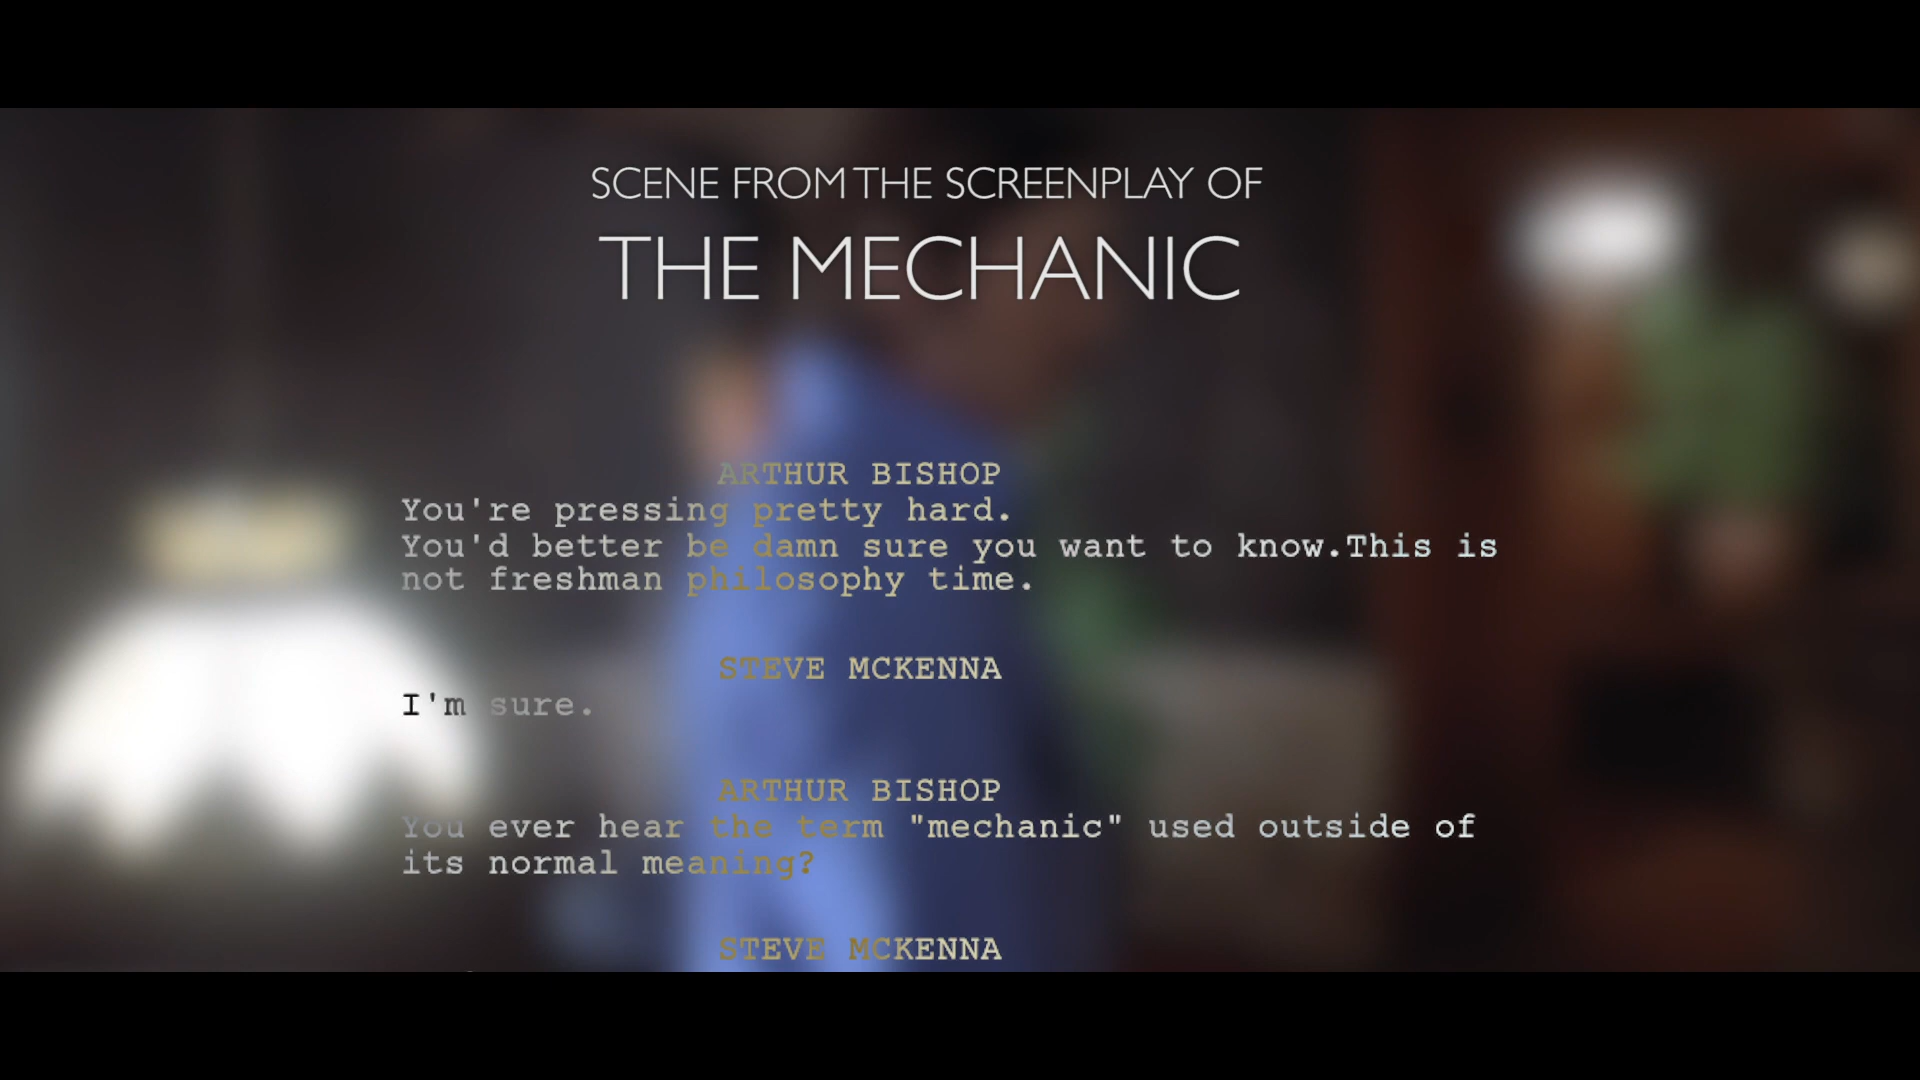 SCENE FROM THE SCREENPLAY OF
THE MECHANIC
ARTHUR BISHOP
You're pressing pretty hard.
You'd better be damn sure you want to know.This is
not freshman philosophy time.
STEVE MCKENNA
I'm sure.
ARTHUR BISHOP
You ever hear the term "mechanic" used outside of
its normal meaning?
STEVE MCKENNA